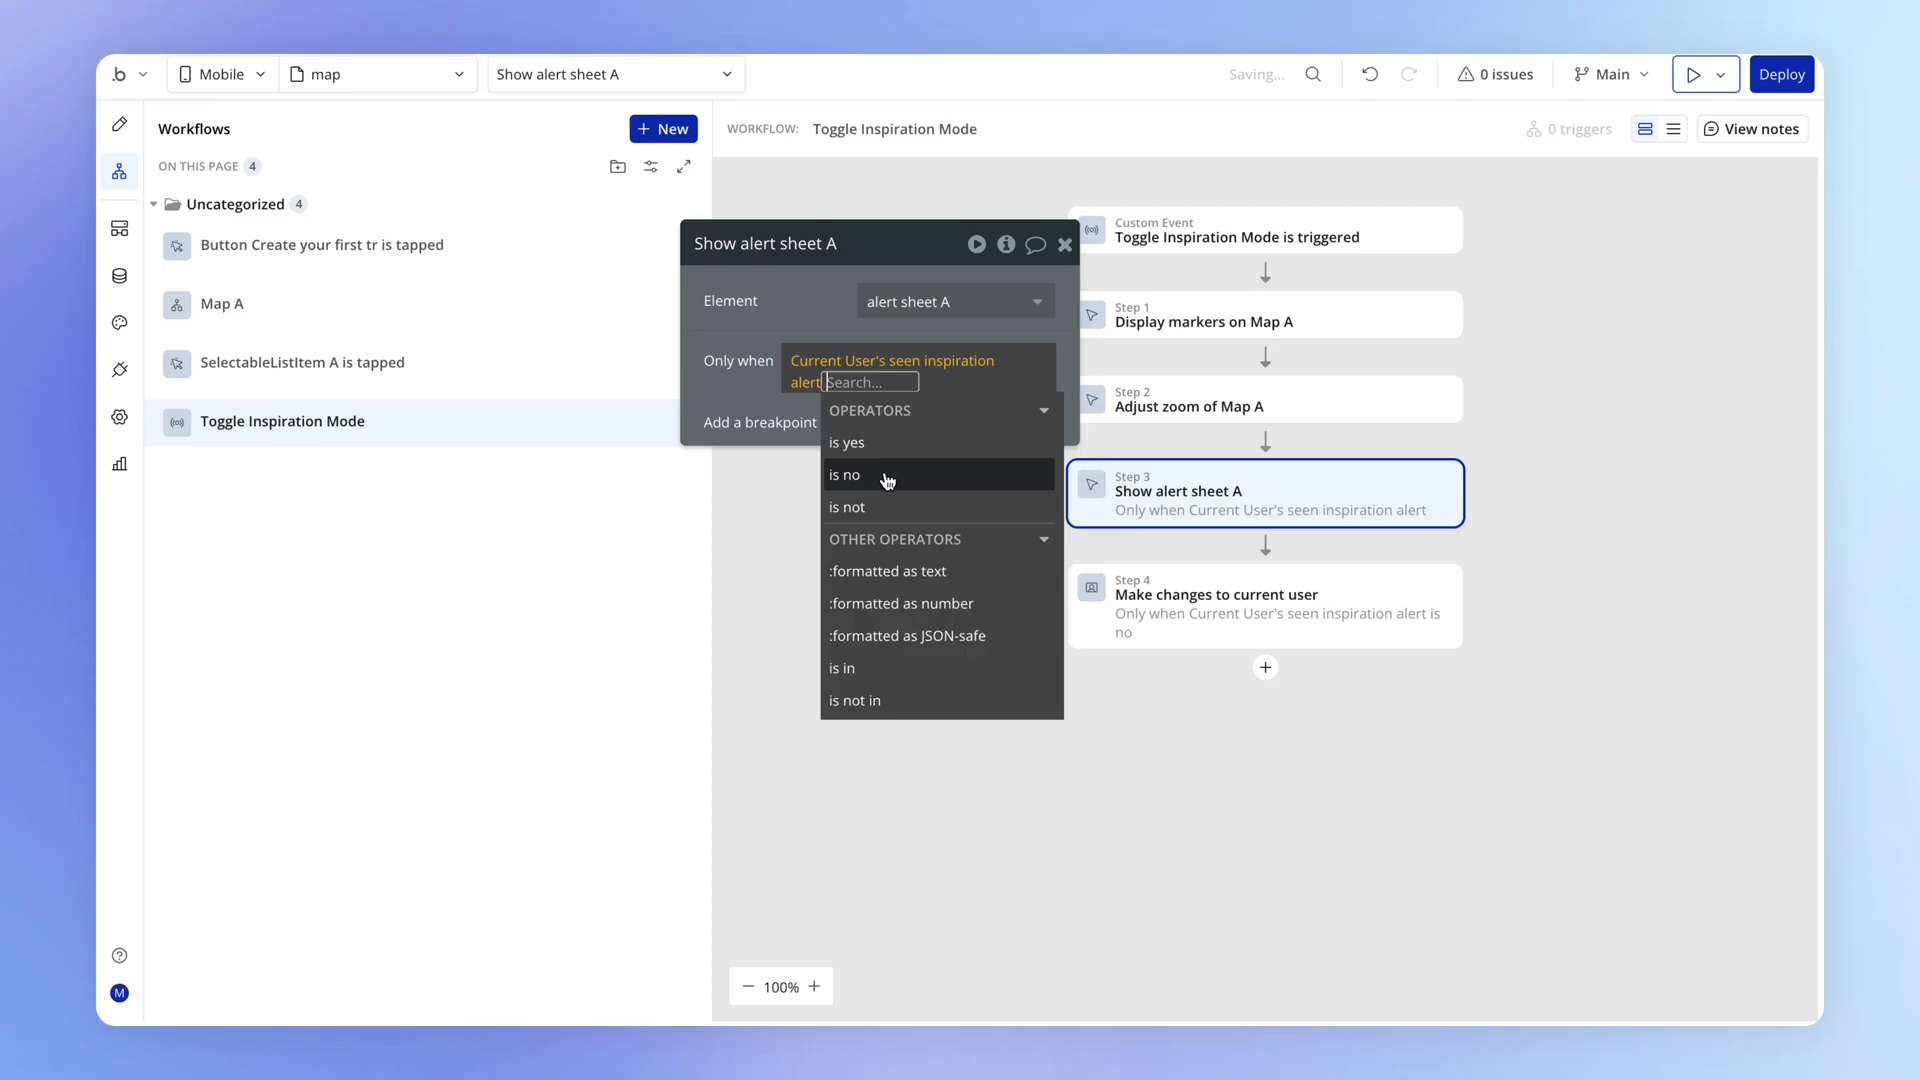 .b
Mobile
map
Show alert sheet A
Saving...
0 issues
Main
Deploy
Workflows
+ New
ON THIS PAGE 4
Uncategorized 4
Button Create your first tr is tapped
Map A
SelectableListItem A is tapped
Toggle Inspiration Mode
M
WORKFLOW: Toggle Inspiration Mode
0 triggers
View notes
Show alert sheet A
Element
alert sheet A
Only when
Current User's seen inspiration
alert Search...
Add a breakpoint
OPERATORS
is yes
is no
is not
OTHER OPERATORS
:formatted as text
:formatted as number
:formatted as JSON-safe
is in
is not in
Custom Event
Toggle Inspiration Mode is triggered
Step 1
Display markers on Map A
Step 2
Adjust zoom of Map A
Step 3
Show alert sheet A
Only when Current User's seen inspiration alert
Step 4
Make changes to current user
Only when Current User's seen inspiration alert is
no
100%